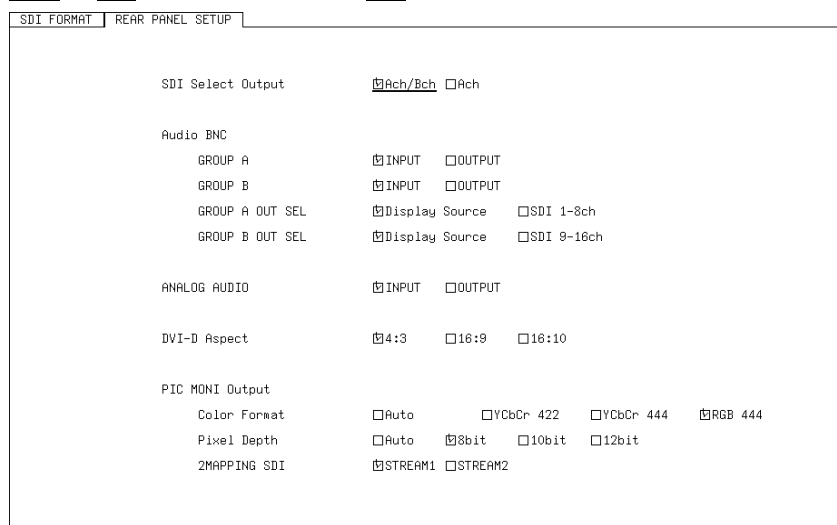 SDI FORMAT REAR PANEL SETUP
SDI Select Output Ach/Bch Ach
Audio BNC
GROUP A INPUT OUTPUT
GROUP B INPUT OUTPUT
GROUP A OUT SEL Display Source SDI 1-8ch
GROUP B OUT SEL Display Source SDI 9-16ch
ANALOG AUDIO INPUT OUTPUT
DVI-D Aspect 4:3 16:9 16:10
PIC MONI Output
Color Format Auto YCbCr 422 YCbCr 444 RGB 444
Pixel Depth Auto 8bit 10bit 12bit
2MAPPING SDI STREAM1 STREAM2